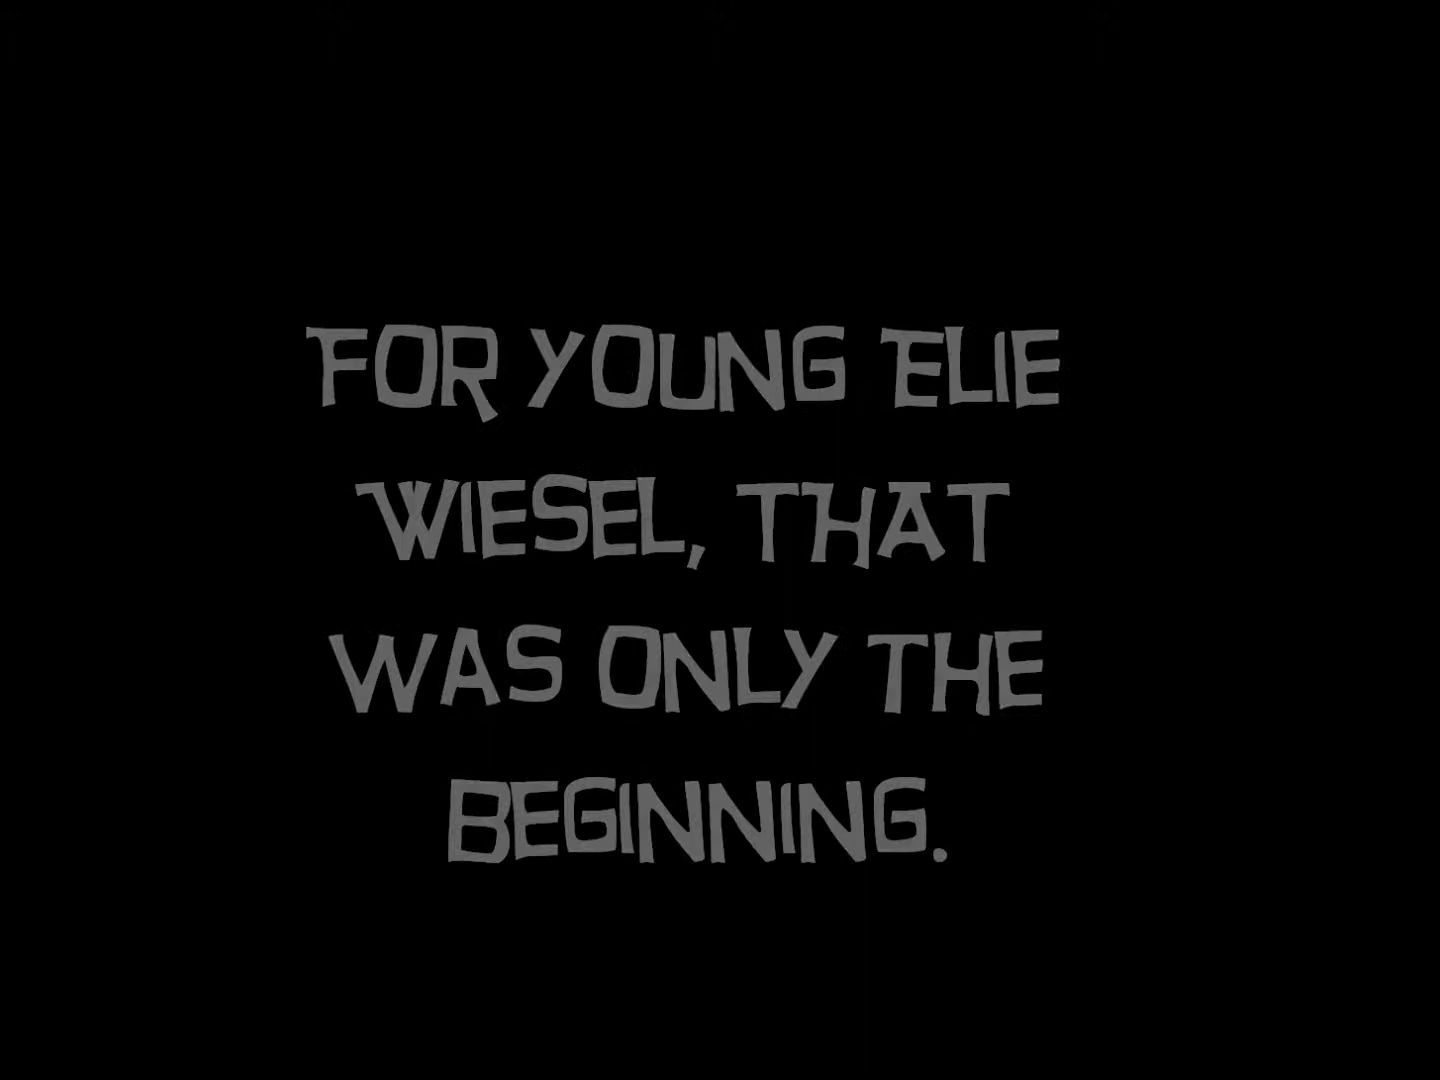 FOR YOUNG ELIE
WIESEL, THAT
WAS ONLY THE
BEGINNING.